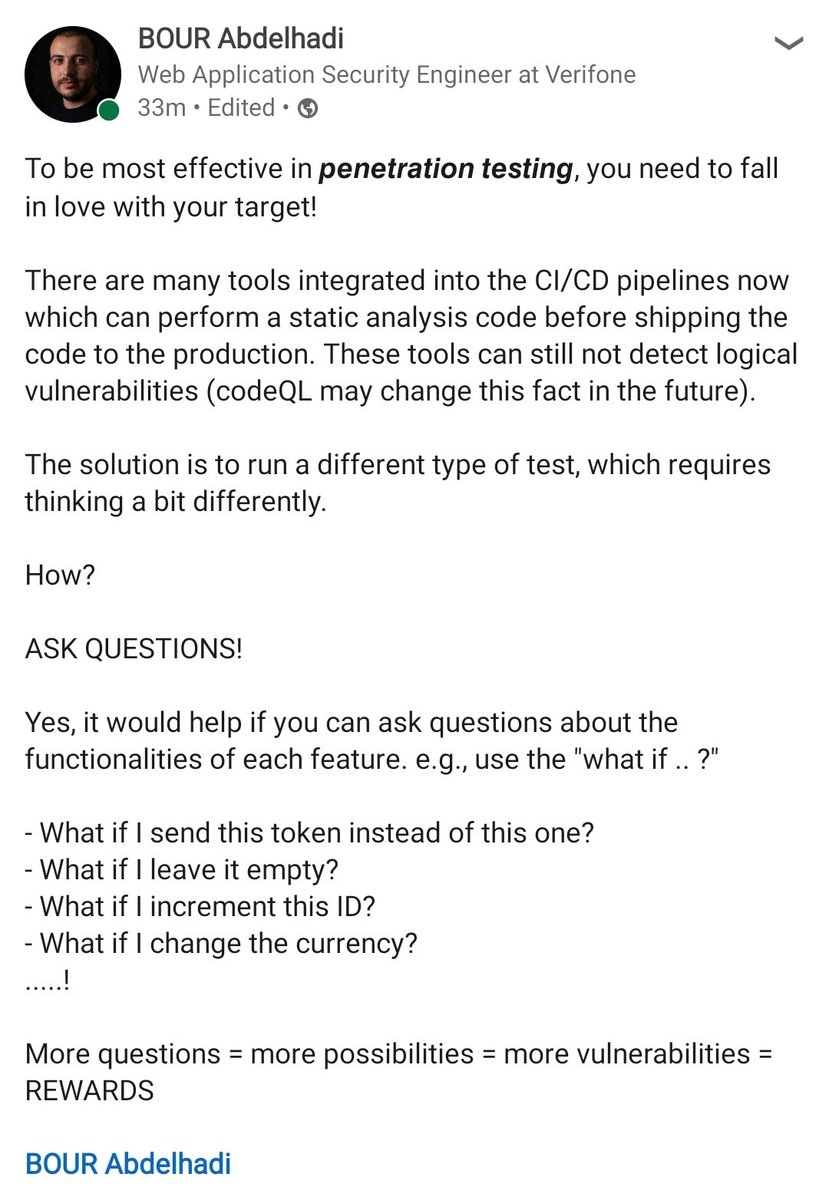 BOUR Abdelhadi
Web Application Security Engineer at Verifone
33m • Edited •
To be most effective in penetration testing, you need to fall
in love with your target!
There are many tools integrated into the CI/CD pipelines now
which can perform a static analysis code before shipping the
code to the production. These tools can still not detect logical
vulnerabilities (codeQL may change this fact in the future).
The solution is to run a different type of test, which requires
thinking a bit differently.
How?
ASK QUESTIONS!
Yes, it would help if you can ask questions about the
functionalities of each feature. e.g., use the "what if .. ?"
- What if I send this token instead of this one?
- What if I leave it empty?
- What if I increment this ID?
- What if I change the currency?
.....!
More questions = more possibilities = more vulnerabilities =
REWARDS
BOUR Abdelhadi